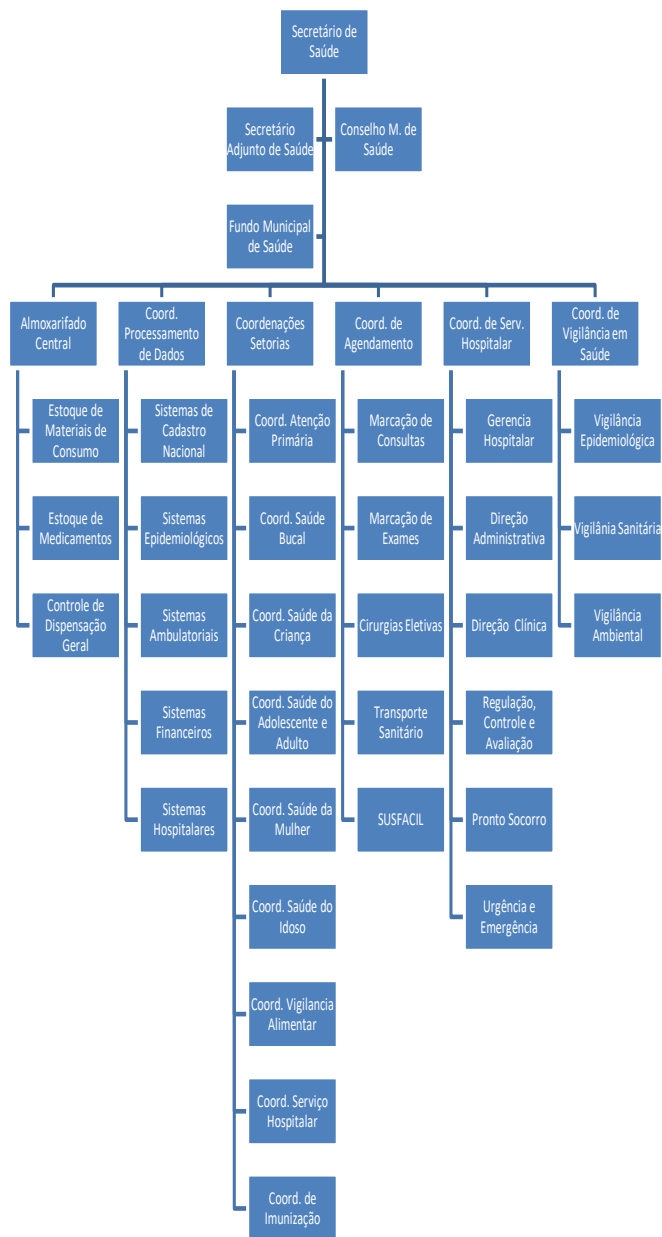 Secretário de
Saúde
Secretário
Adjunto de Saúde
Conselho M. de
Saúde
Fundo Municipal
de Saúde
Almoxarifado
Central
Coord.
Processamento
de Dados
Coordenações
Setorias
Coord. de
Agendamento
Coord. de Serv.
Hospitalar
Coord. de
Vigilância em
Saúde
Estoque de
Materiais de
Consumo
Estoque de
Medicamentos
Controle de
Dispensação
Geral
Sistemas de
Cadastro
Nacional
Sistemas
Epidemiológicos
Sistemas
Ambulatoriais
Sistemas
Financeiros
Sistemas
Hospitalares
Coord. Atenção
Primária
Coord. Saúde
Bucal
Coord. Saúde da
Criança
Coord. Saúde do
Adolescente e
Adulto
Coord. Saúde da
Mulher
Coord. Saúde do
Idoso
Coord. Vigilancia
Alimentar
Coord. Serviço
Hospitalar
Coord. de
Imunização
Marcação de
Consultas
Marcação de
Exames
Cirurgias Eletivas
Transporte
Sanitário
SUSFACIL
Gerencia
Hospitalar
Direção
Administrativa
Direção Clínica
Regulação,
Controle e
Avaliação
Pronto Socorro
Urgência e
Emergência
Vigilância
Epidemiológica
Vigilânia Sanitária
Vigilância
Ambiental